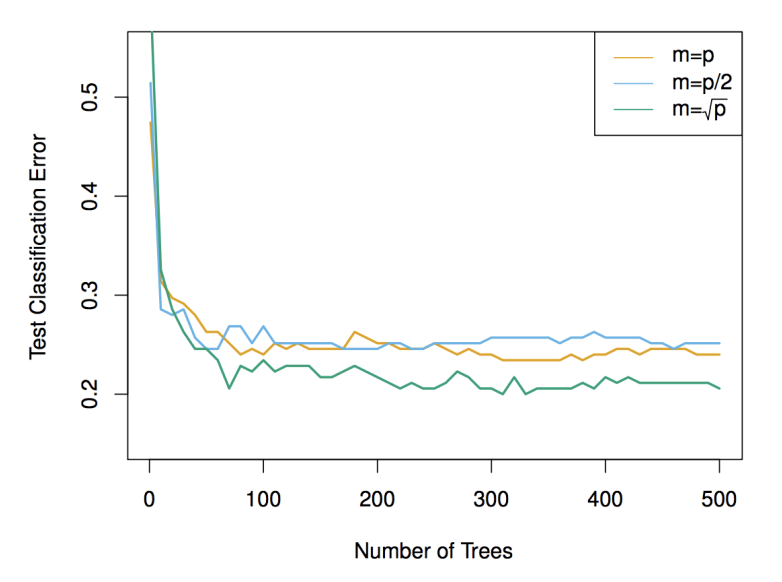 m=p
m=p/2
m=√p
Test Classification Error
0.5
0.4
0.3
0.2
0 100 200 300 400 500
Number of Trees